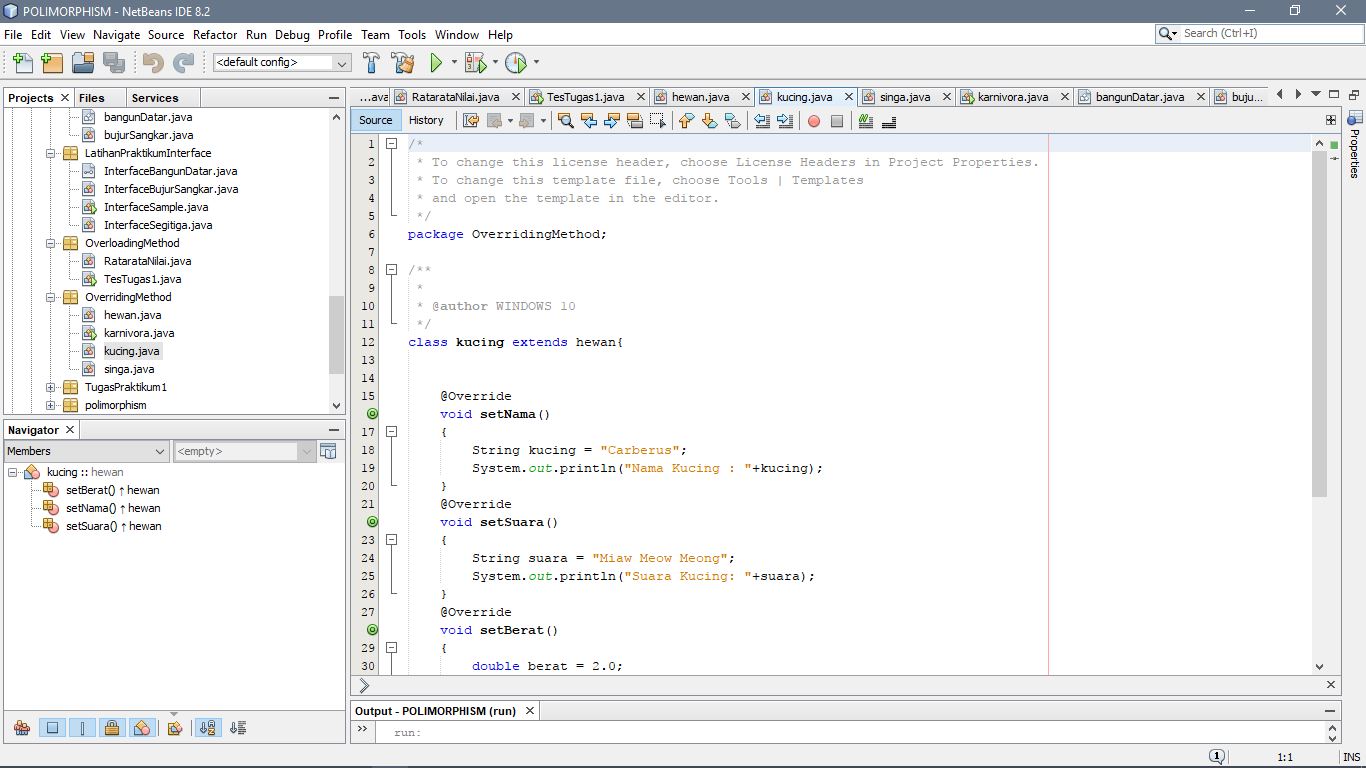 POLIMORPHISM - NetBeans IDE 8.2
File Edit View Navigate Source Refactor Run Debug Profile Team Tools Window Help
Search (Ctrl+I)
<default config>
Projects Files Services
bangunDatar.java
bujurSangkar.java
LatihanPraktikumInterface
InterfaceBangunDatar.java
InterfaceBujurSangkar.java
InterfaceSample.java
InterfaceSegitiga.java
OverloadingMethod
RatarataNilai.java
TesTugas1.java
OverridingMethod
hewan.java
karnivora.java
kucing.java
singa.java
TugasPraktikum1
polimorphism
Navigator
Members <empty>
kucing :: hewan
setBerat() ↑ hewan
setNama() ↑ hewan
setSuara() ↑ hewan
...ava RatarataNilai.java TesTugas1.java hewan.java kucing.java singa.java karnivora.java bangunDatar.java buju...
Source History
1 /*
2 * To change this license header, choose License Headers in Project Properties.
3 * To change this template file, choose Tools | Templates
4 * and open the template in the editor.
5 */
6 package OverridingMethod;
7
8 /**
9 *
10 * @author WINDOWS 10
11 */
12 class kucing extends hewan{
13
14
15 @Override
void setNama()
17 {
18 String kucing = "Carberus";
19 System.out.println("Nama Kucing : "+kucing);
20 }
21 @Override
void setSuara()
23 {
24 String suara = "Miaw Meow Meong";
25 System.out.println("Suara Kucing: "+suara);
26 }
27 @Override
void setBerat()
29 {
30 double berat = 2.0;
Properties
Output - POLIMORPHISM (run)
run:
1 1:1 INS